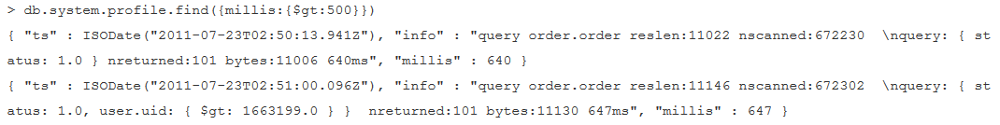 > db.system.profile.find({millis:{$gt:500}})
{ "ts" : ISODate("2011-07-23T02:50:13.941Z"), "info" : "query order.order reslen:11022 nscanned:672230  \nquery: { st
atus: 1.0 } nreturned:101 bytes:11006 640ms", "millis" : 640 }
{ "ts" : ISODate("2011-07-23T02:51:00.096Z"), "info" : "query order.order reslen:11146 nscanned:672302  \nquery: { st
atus: 1.0, user.uid: { $gt: 1663199.0 } }  nreturned:101 bytes:11130 647ms", "millis" : 647 }